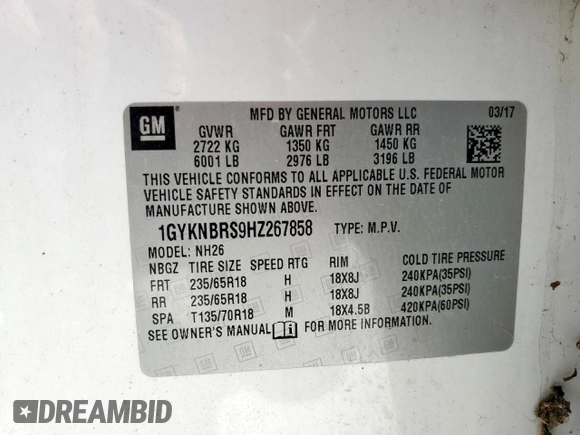 GM
MFD BY GENERAL MOTORS LLC 03/17
GVWR GAWR FRT GAWR RR
2722 KG 1350 KG 1450 KG
6001 LB 2976 LB 3196 LB
THIS VEHICLE CONFORMS TO ALL APPLICABLE U.S. FEDERAL MOTOR
VEHICLE SAFETY STANDARDS IN EFFECT ON THE DATE OF
MANUFACTURE SHOWN ABOVE.
1GYKNBRS9HZ267858 TYPE: M.P.V.
MODEL: NH26
NBGZ TIRE SIZE SPEED RTG RIM COLD TIRE PRESSURE
FRT 235/65R18 H 18X8J 240KPA(35PSI)
RR 235/65R18 H 18X8J 240KPA(35PSI)
SPA T135/70R18 M 18X4.5B 420KPA(60PSI)
SEE OWNER'S MANUAL FOR MORE INFORMATION.
DREAMBID